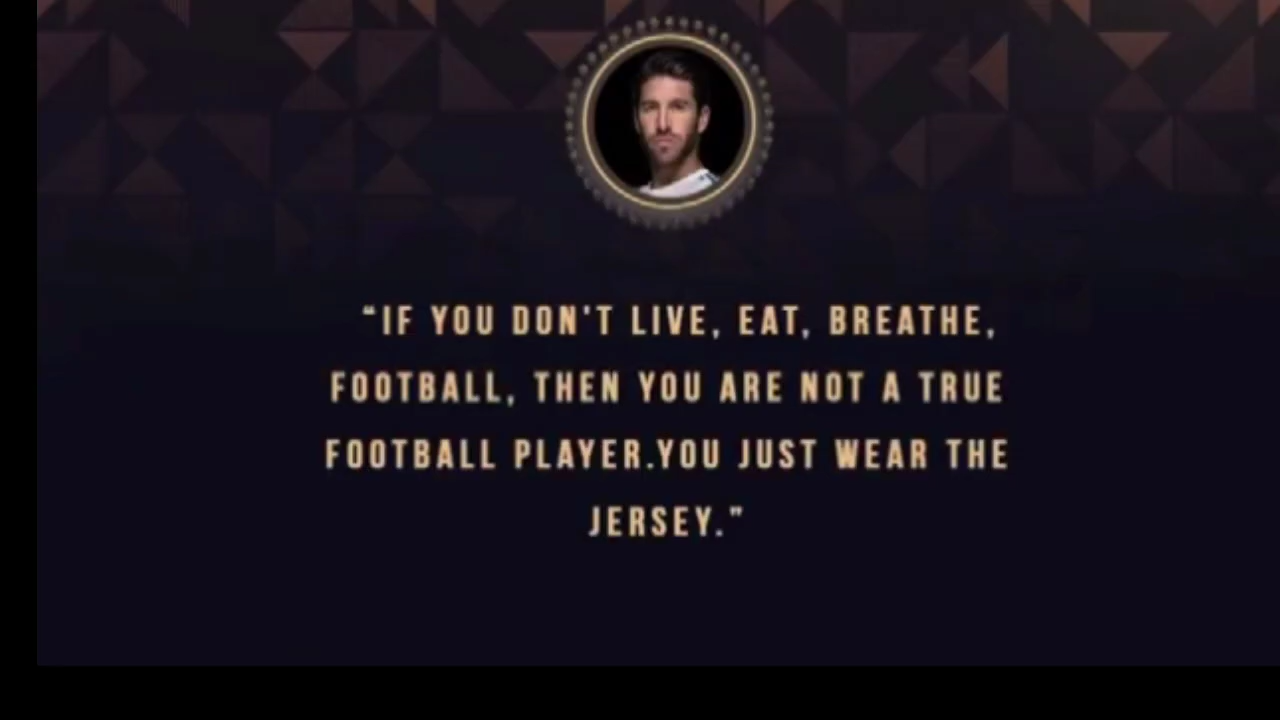 “IF YOU DON'T LIVE, EAT, BREATHE,
FOOTBALL, THEN YOU ARE NOT A TRUE
FOOTBALL PLAYER.YOU JUST WEAR THE
JERSEY.”